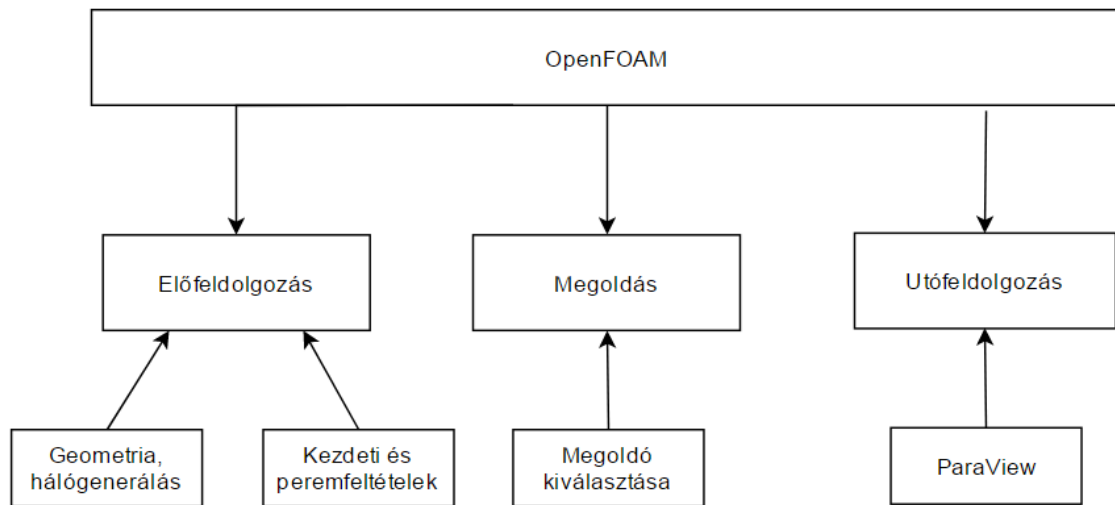 OpenFOAM
Előfeldolgozás
Megoldás
Utófeldolgozás
Geometria,
hálógenerálás
Kezdeti és
peremfeltételek
Megoldó
kiválasztása
ParaView